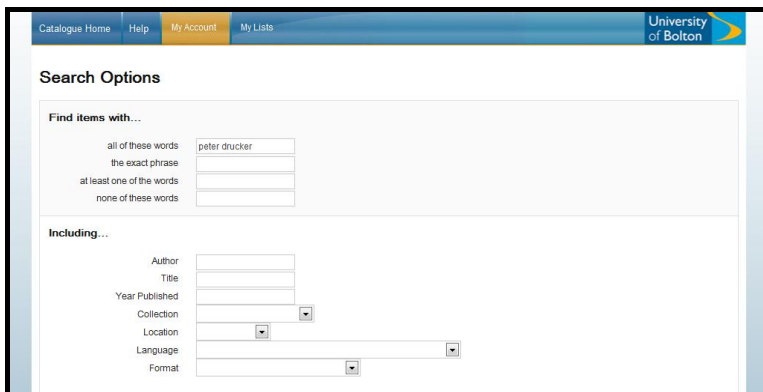 Catalogue Home Help My Account My Lists University
of Bolton
Search Options
Find items with...
all of these words peter drucker
the exact phrase
at least one of the words
none of these words
Including...
Author
Title
Year Published
Collection
Location
Language
Format